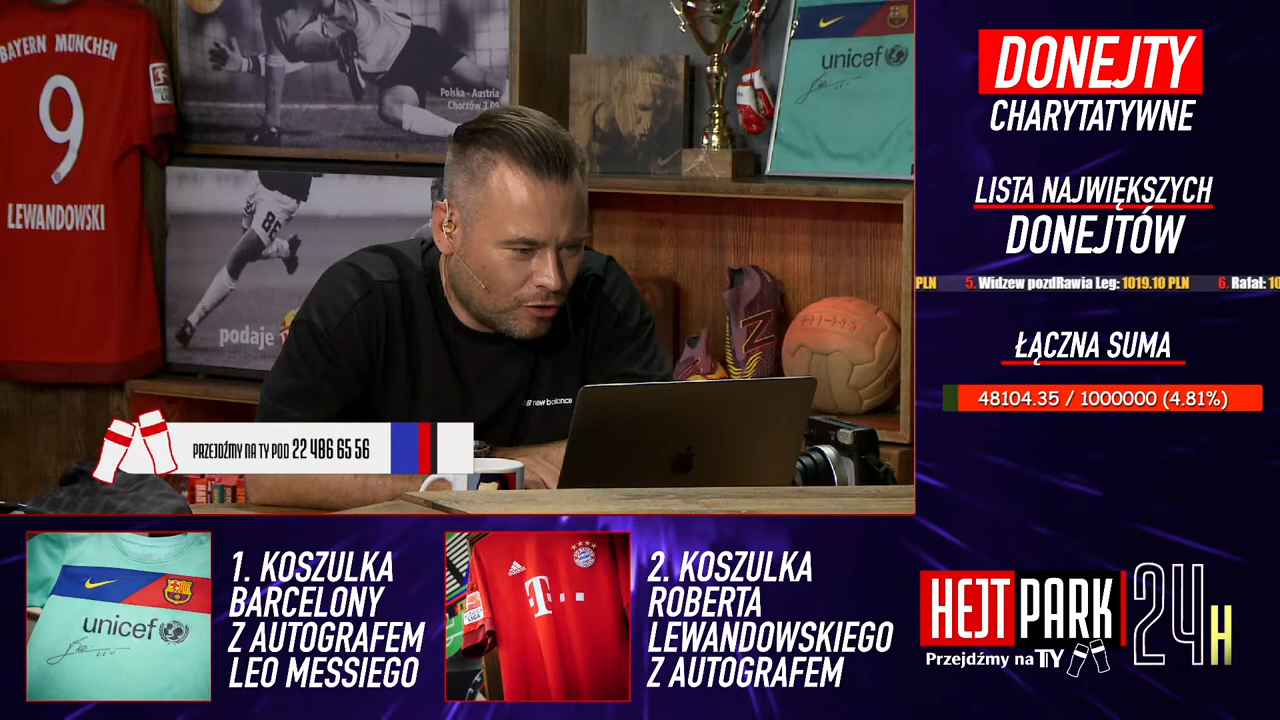 BAYERN MÜNCHEN
9
LEWANDOWSKI
Polska - Austria
Chorzów 3.09
86
podaje
unicef
new balance
PRZEJDŹMY NA TY POD 22 486 65 56
DONEJTY
CHARYTATYWNE
LISTA NAJWIĘKSZYCH
DONEJTÓW
PLN 5. Widzew pozdRawia Leg: 1019.10 PLN 6. Rafał: 10
ŁĄCZNA SUMA
48104.35 / 1000000 (4.81%)
unicef
1. KOSZULKA
BARCELONY
Z AUTOGRAFEM
LEO MESSIEGO
T
2. KOSZULKA
ROBERTA
LEWANDOWSKIEGO
Z AUTOGRAFEM
HEJT PARK 24H
Przejdźmy na TY